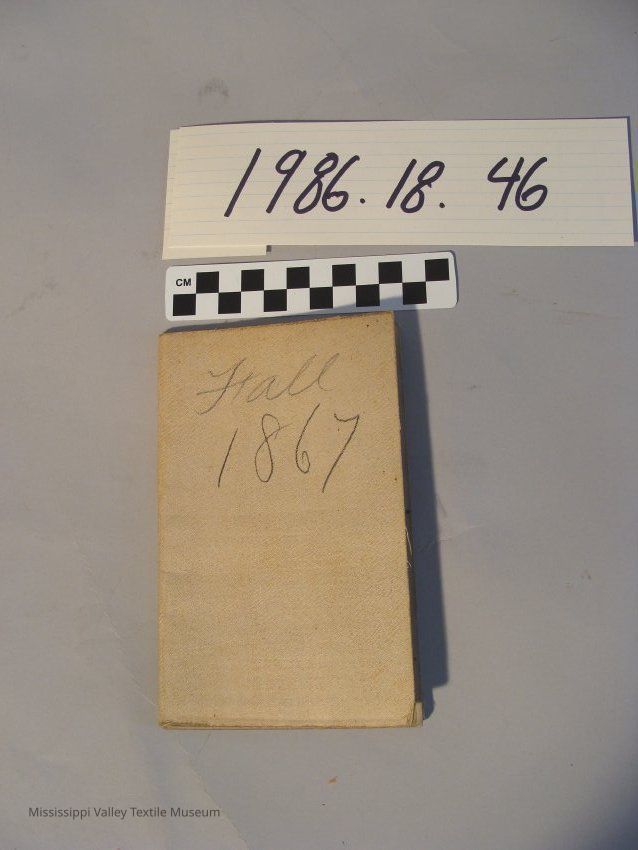 1986.18.46
CM
Fall
1867
Mississippi Valley Textile Museum